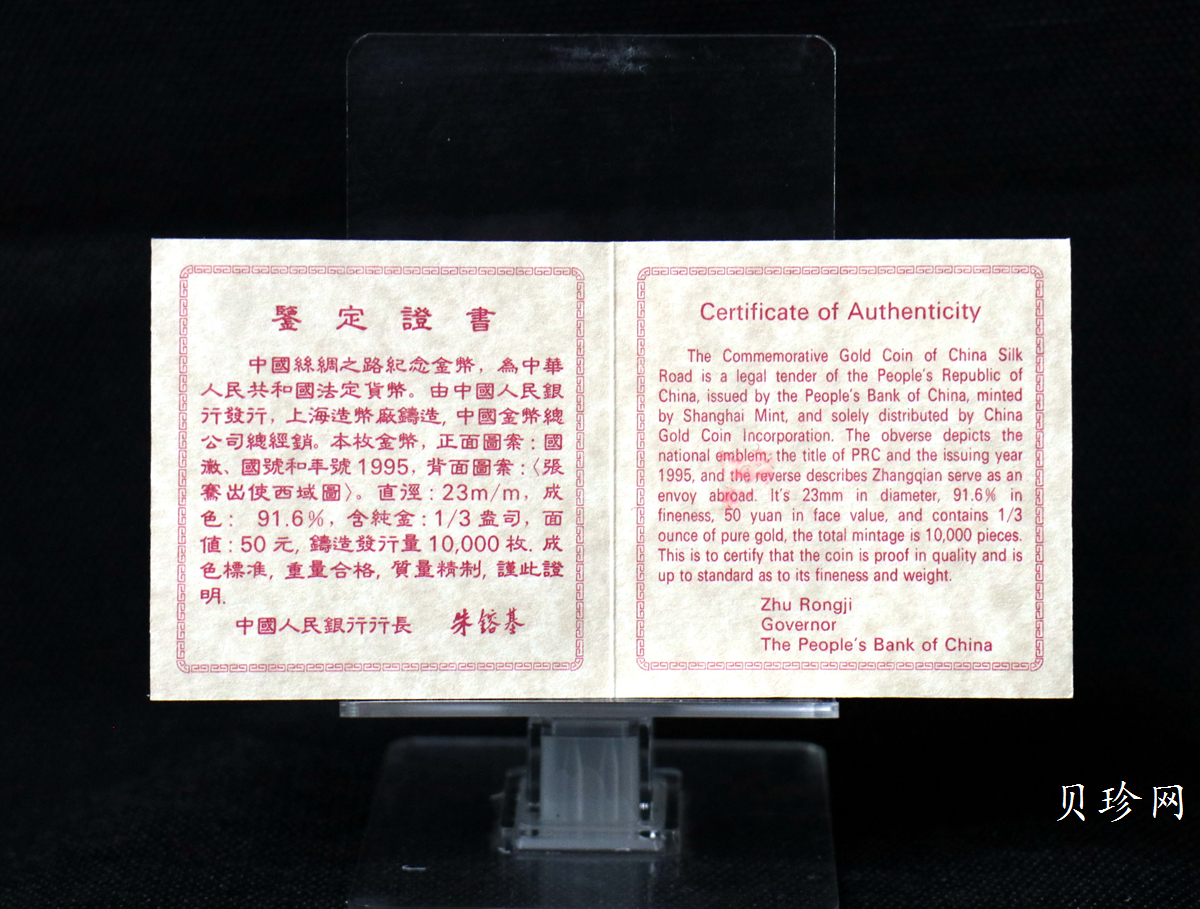 鑒定證書
中國絲綢之路紀念金幣，為中華
人民共和國法定貨幣。由中國人民銀
行發行，上海造幣廠鑄造，中國金幣總
公司總經銷。本枚金幣，正面圖案：國
徽、國號和年號1995，背面圖案：〈張
騫出使西域圖〉。直徑：23m/m，成
色： 91.6%，含純金：1/3盎司，面
值：50元，鑄造發行量10,000枚．成
色標准，重量合格，質量精制，謹此證
明．
中國人民銀行行長 朱鎔基
Certificate of Authenticity
The Commemorative Gold Coin of China Silk
Road is a legal tender of the People's Republic of
China, issued by the People's Bank of China, minted
by Shanghai Mint, and solely distributed by China
Gold Coin Incorporation. The obverse depicts the
national emblem, the title of PRC and the issuing year
1995, and the reverse describes Zhangqian serve as an
envoy abroad. It's 23mm in diameter, 91.6% in
fineness, 50 yuan in face value, and contains 1/3
ounce of pure gold, the total mintage is 10,000 pieces.
This is to certify that the coin is proof in quality and is
up to standard as to its fineness and weight.
Zhu Rongji
Governor
The People's Bank of China
贝珍网